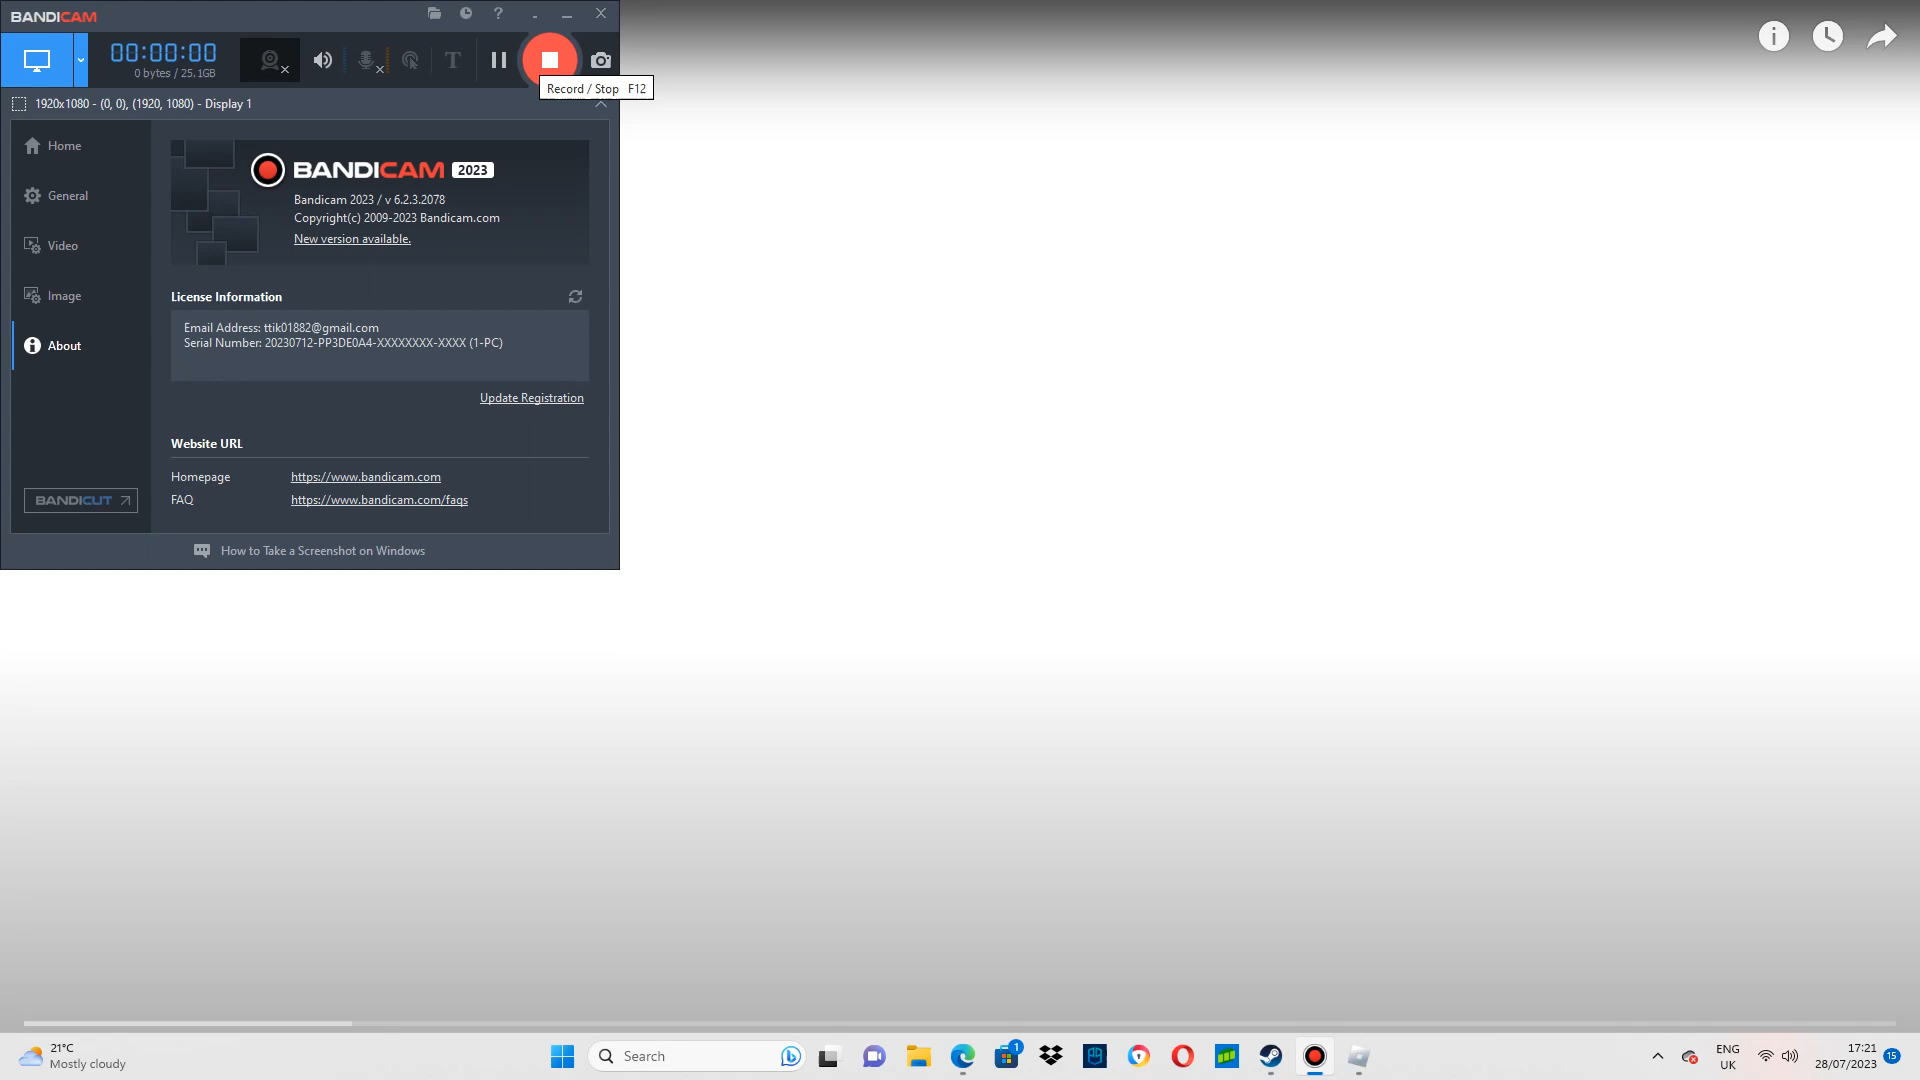 BANDICAM
00:00:00
0 bytes / 25.1GB
T
Record / Stop F12
1920x1080 - (0, 0), (1920, 1080) - Display 1
Home
General
Video
Image
About
BANDICUT
BANDICAM 2023
Bandicam 2023 / v 6.2.3.2078
Copyright(c) 2009-2023 Bandicam.com
New version available.
License Information
Email Address: ttik01882@gmail.com
Serial Number: 20230712-PP3DE0A4-XXXXXXXX-XXXX (1-PC)
Update Registration
Website URL
Homepage https://www.bandicam.com
FAQ https://www.bandicam.com/faqs
How to Take a Screenshot on Windows
21°C
Mostly cloudy
Search
1
ENG
UK
17:21
28/07/2023
15